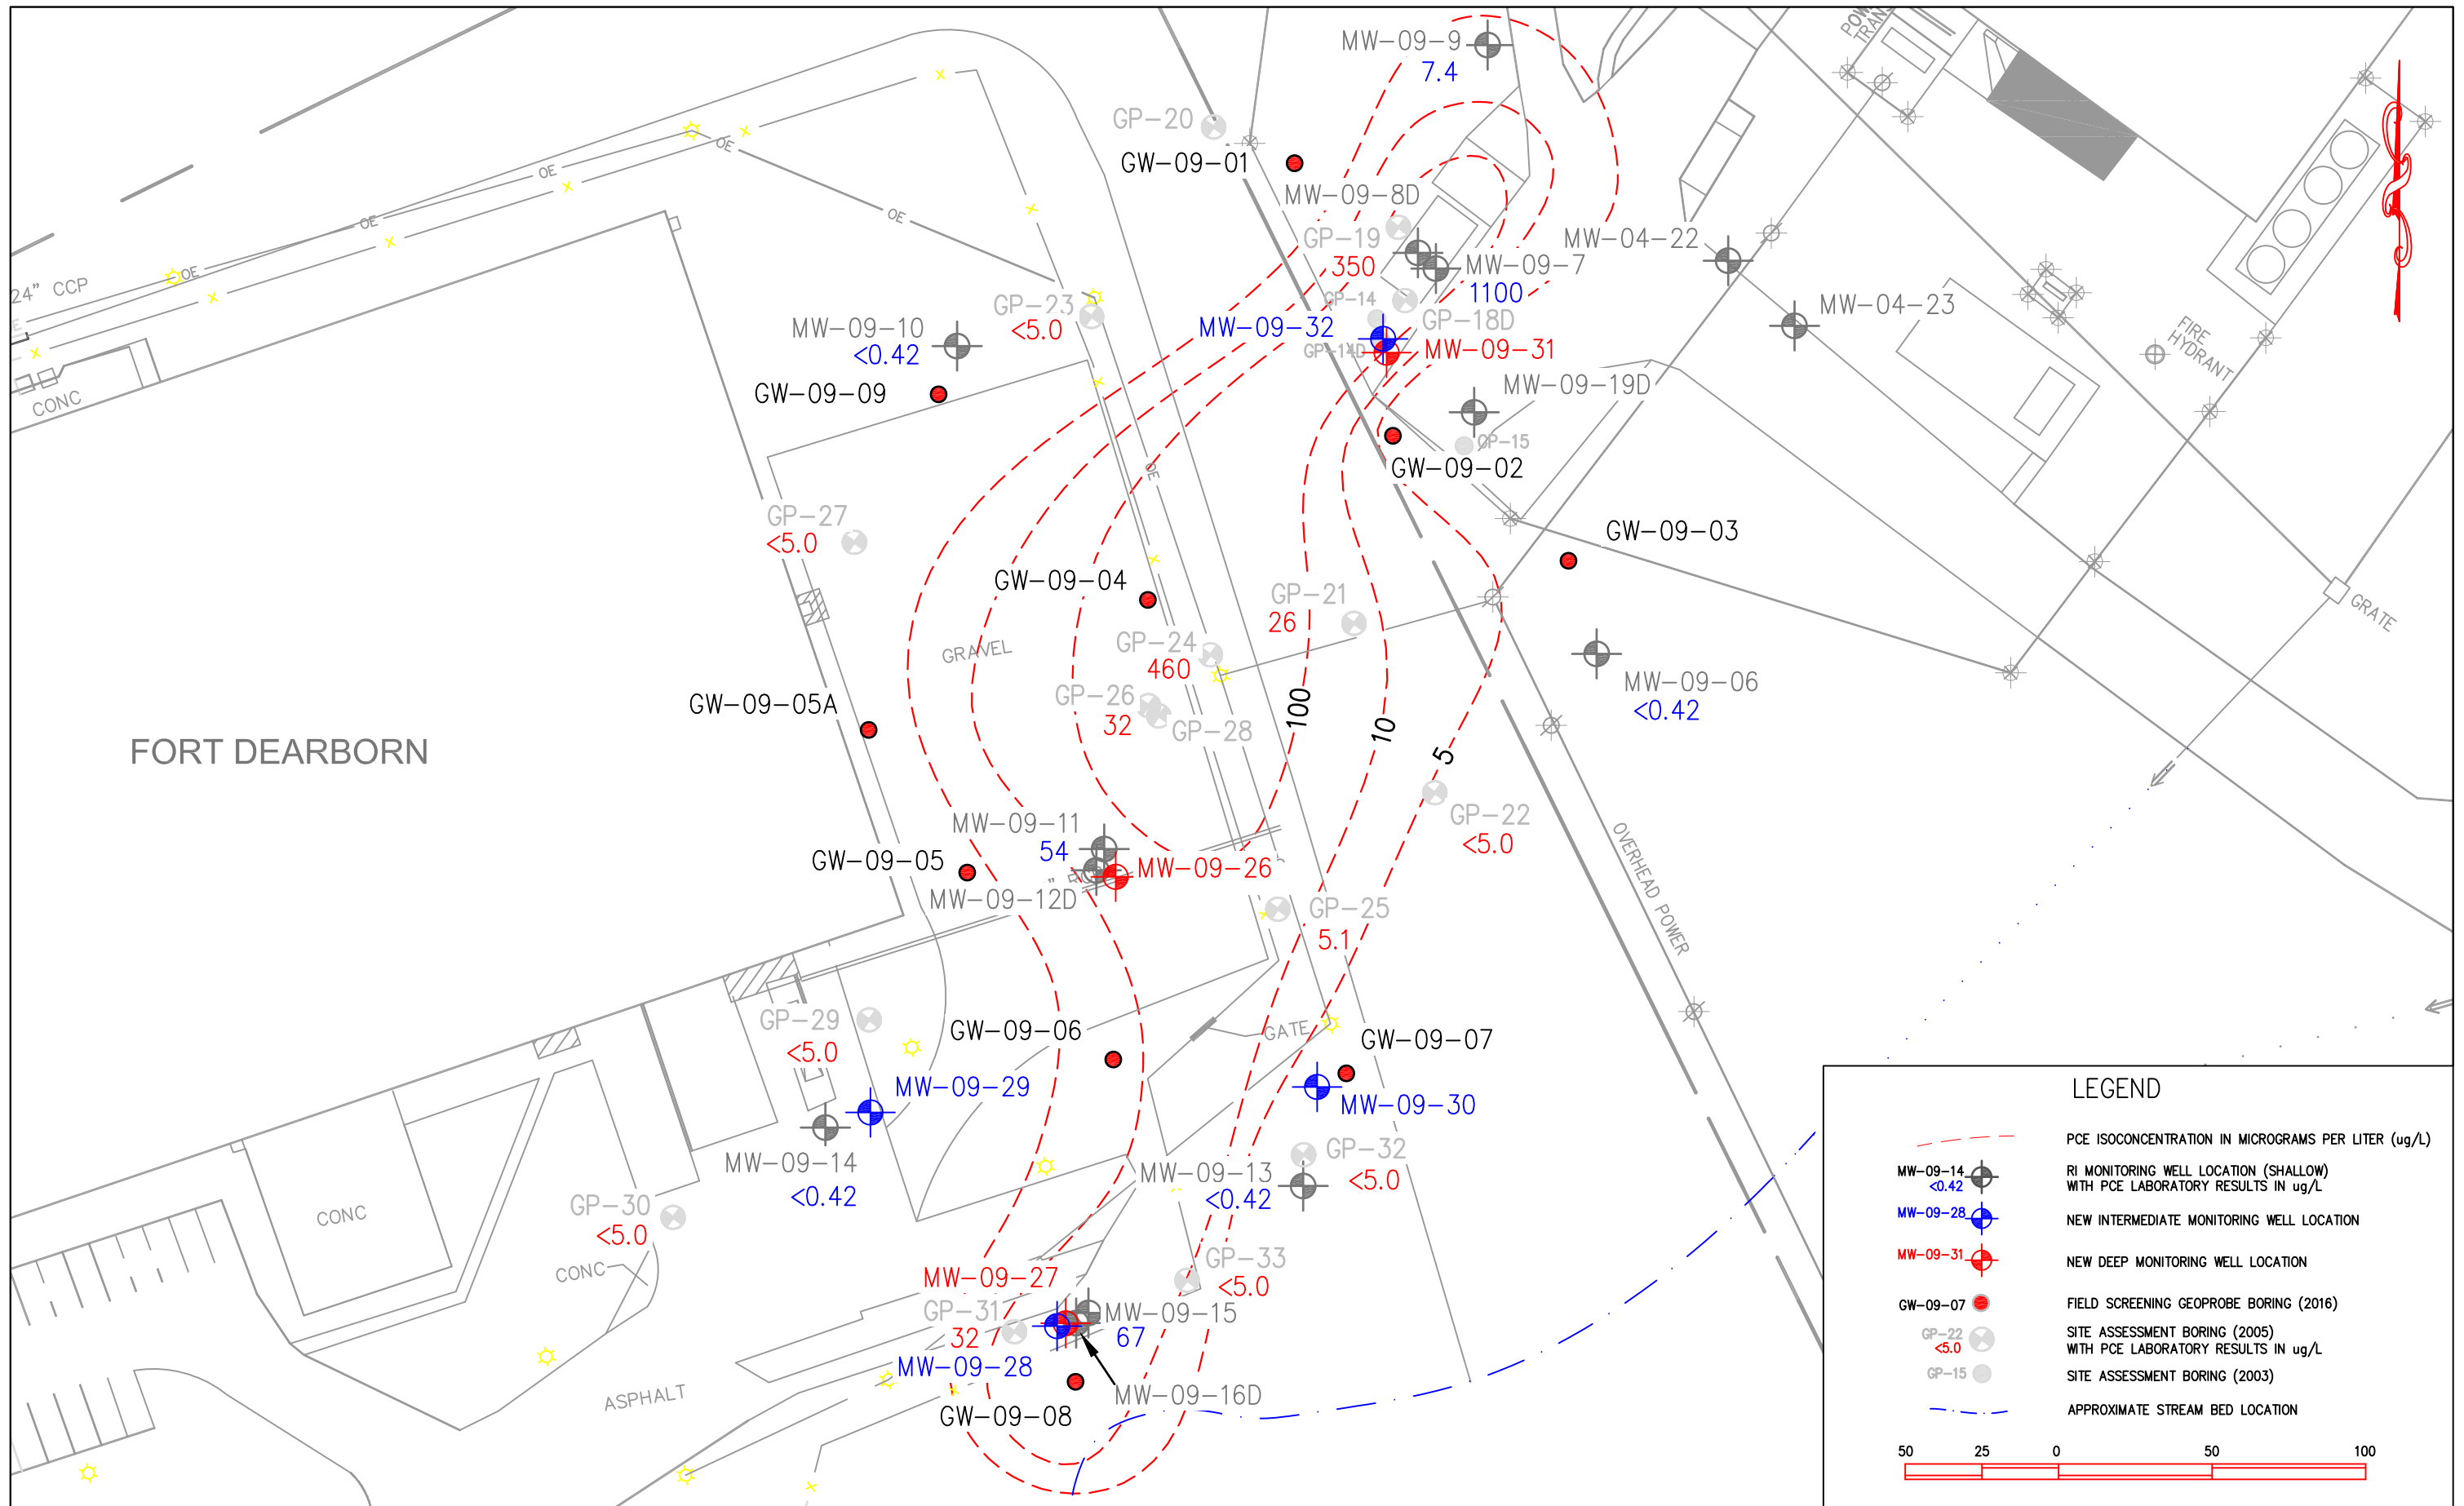 MW-09-9
7.4
POW
TRANS
GP-20
GW-09-01
OE
OE
OE
OE
OE
MW-09-8D
GP-19
350
MW-04-22
MW-09-7
1100
24" CCP
GP-23
<5.0
MW-09-10
<0.42
GP-14
GP-18D
MW-09-32
MW-09-31
GP-14D
MW-04-23
FIRE
HYDRANT
CONC
GW-09-09
MW-09-19D
GP-15
GW-09-02
OE
GP-27
<5.0
GW-09-03
GW-09-04
GP-21
26
GRATE
GRAVEL
GP-24
460
MW-09-06
<0.42
GW-09-05A
GP-26
32
GP-28
100
10
5
FORT DEARBORN
GP-22
<5.0
MW-09-11
54
GW-09-05
MW-09-26
MW-09-12D
OVERHEAD POWER
GP-25
5.1
GP-29
<5.0
GW-09-06
GATE
GW-09-07
MW-09-29
MW-09-30
MW-09-14
<0.42
MW-09-13
<0.42
GP-32
<5.0
GP-30
<5.0
CONC
CONC
GP-33
<5.0
MW-09-27
GP-31
32
MW-09-15
67
MW-09-28
MW-09-16D
ASPHALT
GW-09-08
LEGEND
PCE ISOCONCENTRATION IN MICROGRAMS PER LITER (ug/L)
MW-09-14
<0.42
RI MONITORING WELL LOCATION (SHALLOW)
WITH PCE LABORATORY RESULTS IN ug/L
MW-09-28
NEW INTERMEDIATE MONITORING WELL LOCATION
MW-09-31
NEW DEEP MONITORING WELL LOCATION
GW-09-07
FIELD SCREENING GEOPROBE BORING (2016)
GP-22
<5.0
SITE ASSESSMENT BORING (2005)
WITH PCE LABORATORY RESULTS IN ug/L
GP-15
SITE ASSESSMENT BORING (2003)
APPROXIMATE STREAM BED LOCATION
50 25 0 50 100